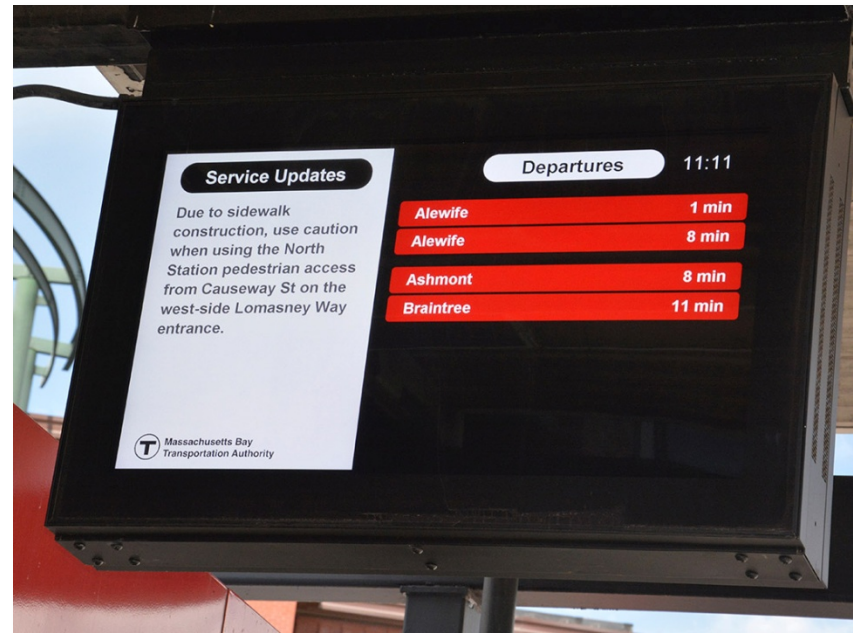 Service Updates
Due to sidewalk
construction, use caution
when using the North
Station pedestrian access
from Causeway St on the
west-side Lomasney Way
entrance.
T Massachusetts Bay
Transportation Authority
Departures 11:11
Alewife 1 min
Alewife 8 min
Ashmont 8 min
Braintree 11 min